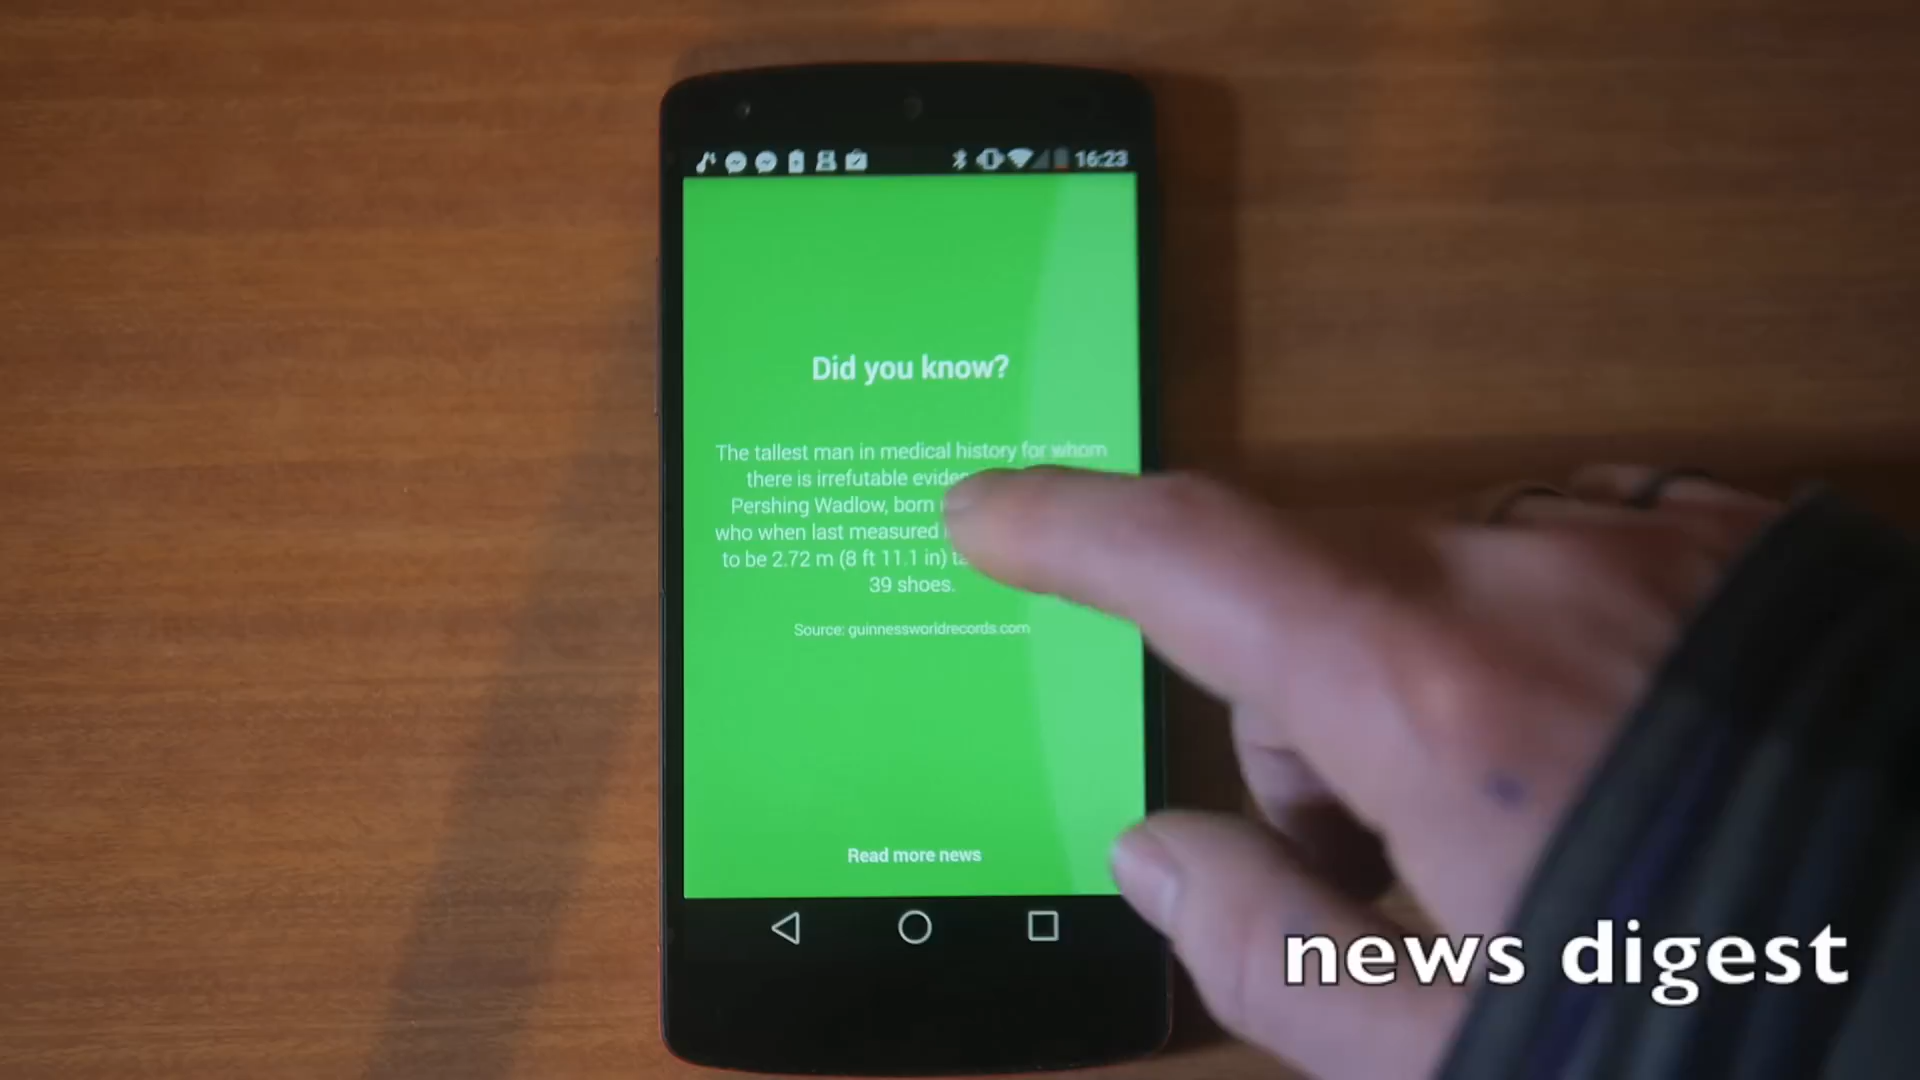 16:23
Did you know?
The tallest man in medical history for whom
there is irrefutable
Pershing Wadlow, born
who when last measured
to be 2.72 m (8 ft 11.1 in)
39 shoes.
Source: guinnessworldrecords.com
Read more news
news digest